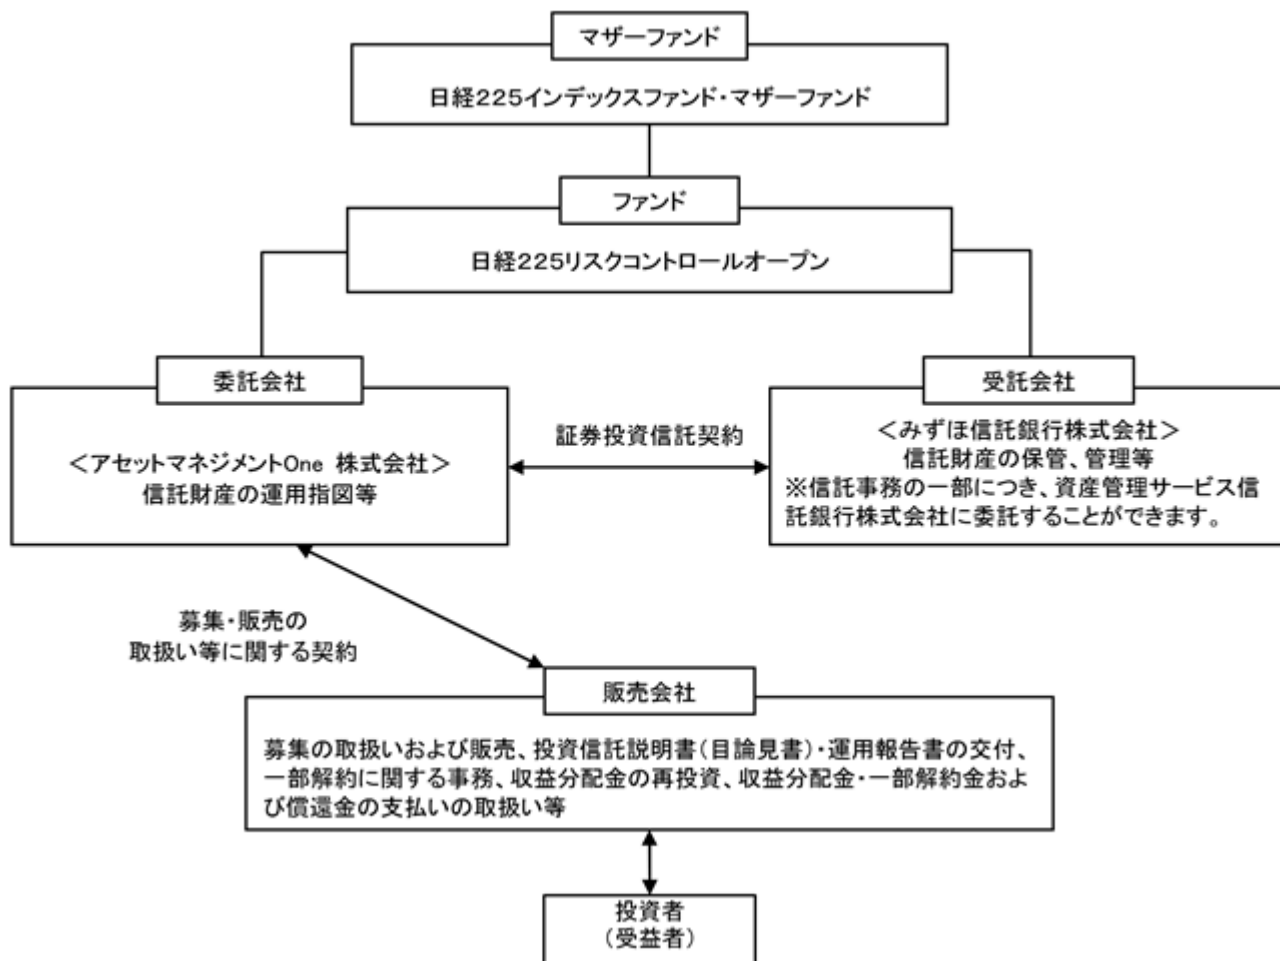 マザーファンド
日経225インデックスファンド・マザーファンド
ファンド
日経225リスクコントロールオープン
委託会社
<アセットマネジメントOne 株式会社>
信託財産の運用指図等
証券投資信託契約
受託会社
<みずほ信託銀行株式会社>
信託財産の保管、管理等
※信託事務の一部につき、資産管理サービス信
託銀行株式会社に委託することができます。
募集・販売の
取扱い等に関する契約
販売会社
募集の取扱いおよび販売、投資信託説明書(目論見書)・運用報告書の交付、
一部解約に関する事務、収益分配金の再投資、収益分配金・一部解約金およ
び償還金の支払いの取扱い等
投資者
(受益者)